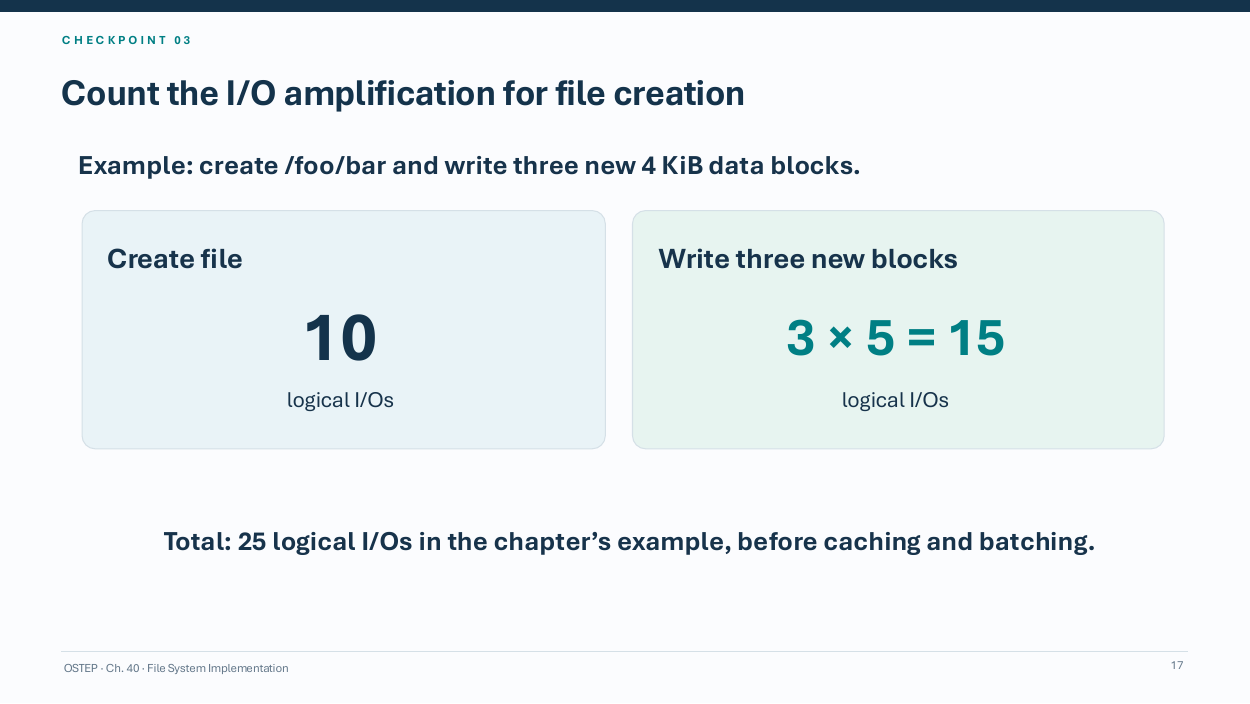 CHECKPOINT 03
Count the I/O amplification for file creation
Example: create /foo/bar and write three new 4 KiB data blocks.
Create file
10
logical I/Os
Write three new blocks
3 × 5 = 15
logical I/Os
Total: 25 logical I/Os in the chapter’s example, before caching and batching.
OSTEP · Ch. 40 · File System Implementation
17